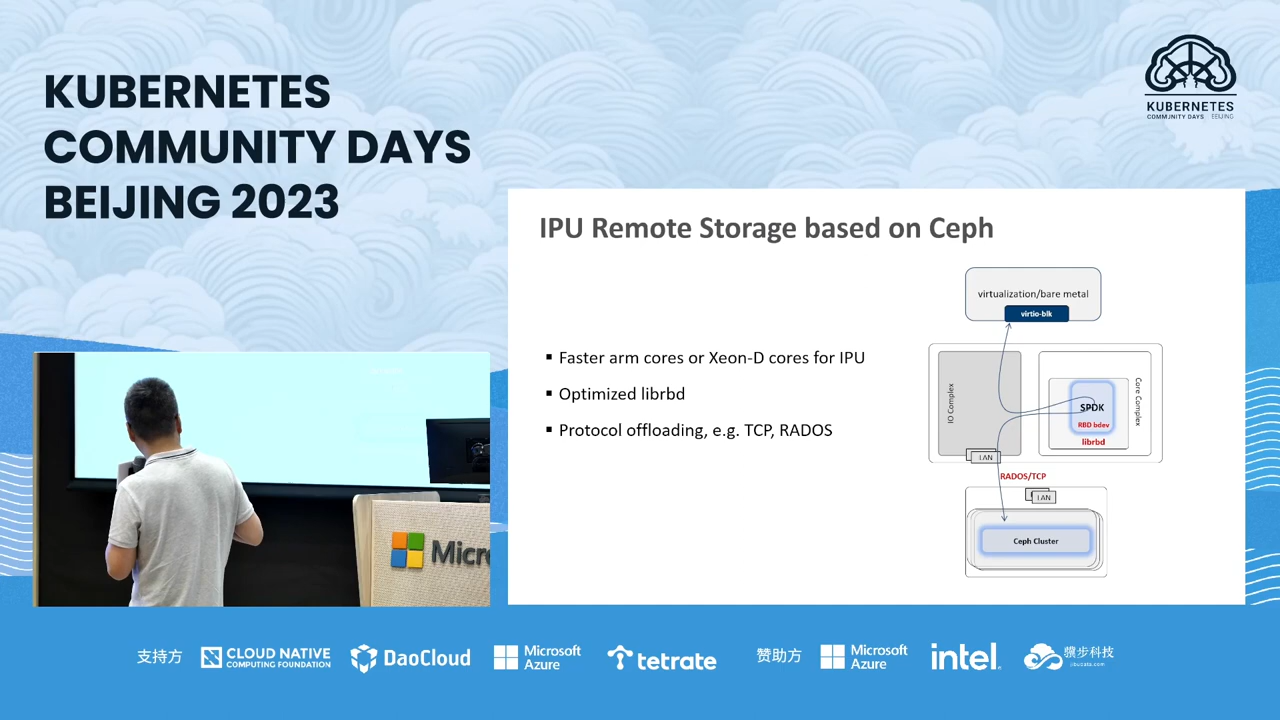 KUBERNETES
COMMUNITY DAYS
BEIJING 2023
KUBERNETES
COMMUNITY DAYS BEIJING
IPU Remote Storage based on Ceph
Faster arm cores or Xeon-D cores for IPU
Optimized librbd
Protocol offloading, e.g. TCP, RADOS
virtualization/bare metal
virtio-blk
IO Complex
Core Complex
SPDK
RBD bdev
librbd
LAN
RADOS/TCP
LAN
Ceph Cluster
Micro
支持方
CLOUD NATIVE
COMPUTING FOUNDATION
DaoCloud
Microsoft
Azure
tetrate
赞助方
Microsoft
Azure
intel.
骥步科技
jibudata.com